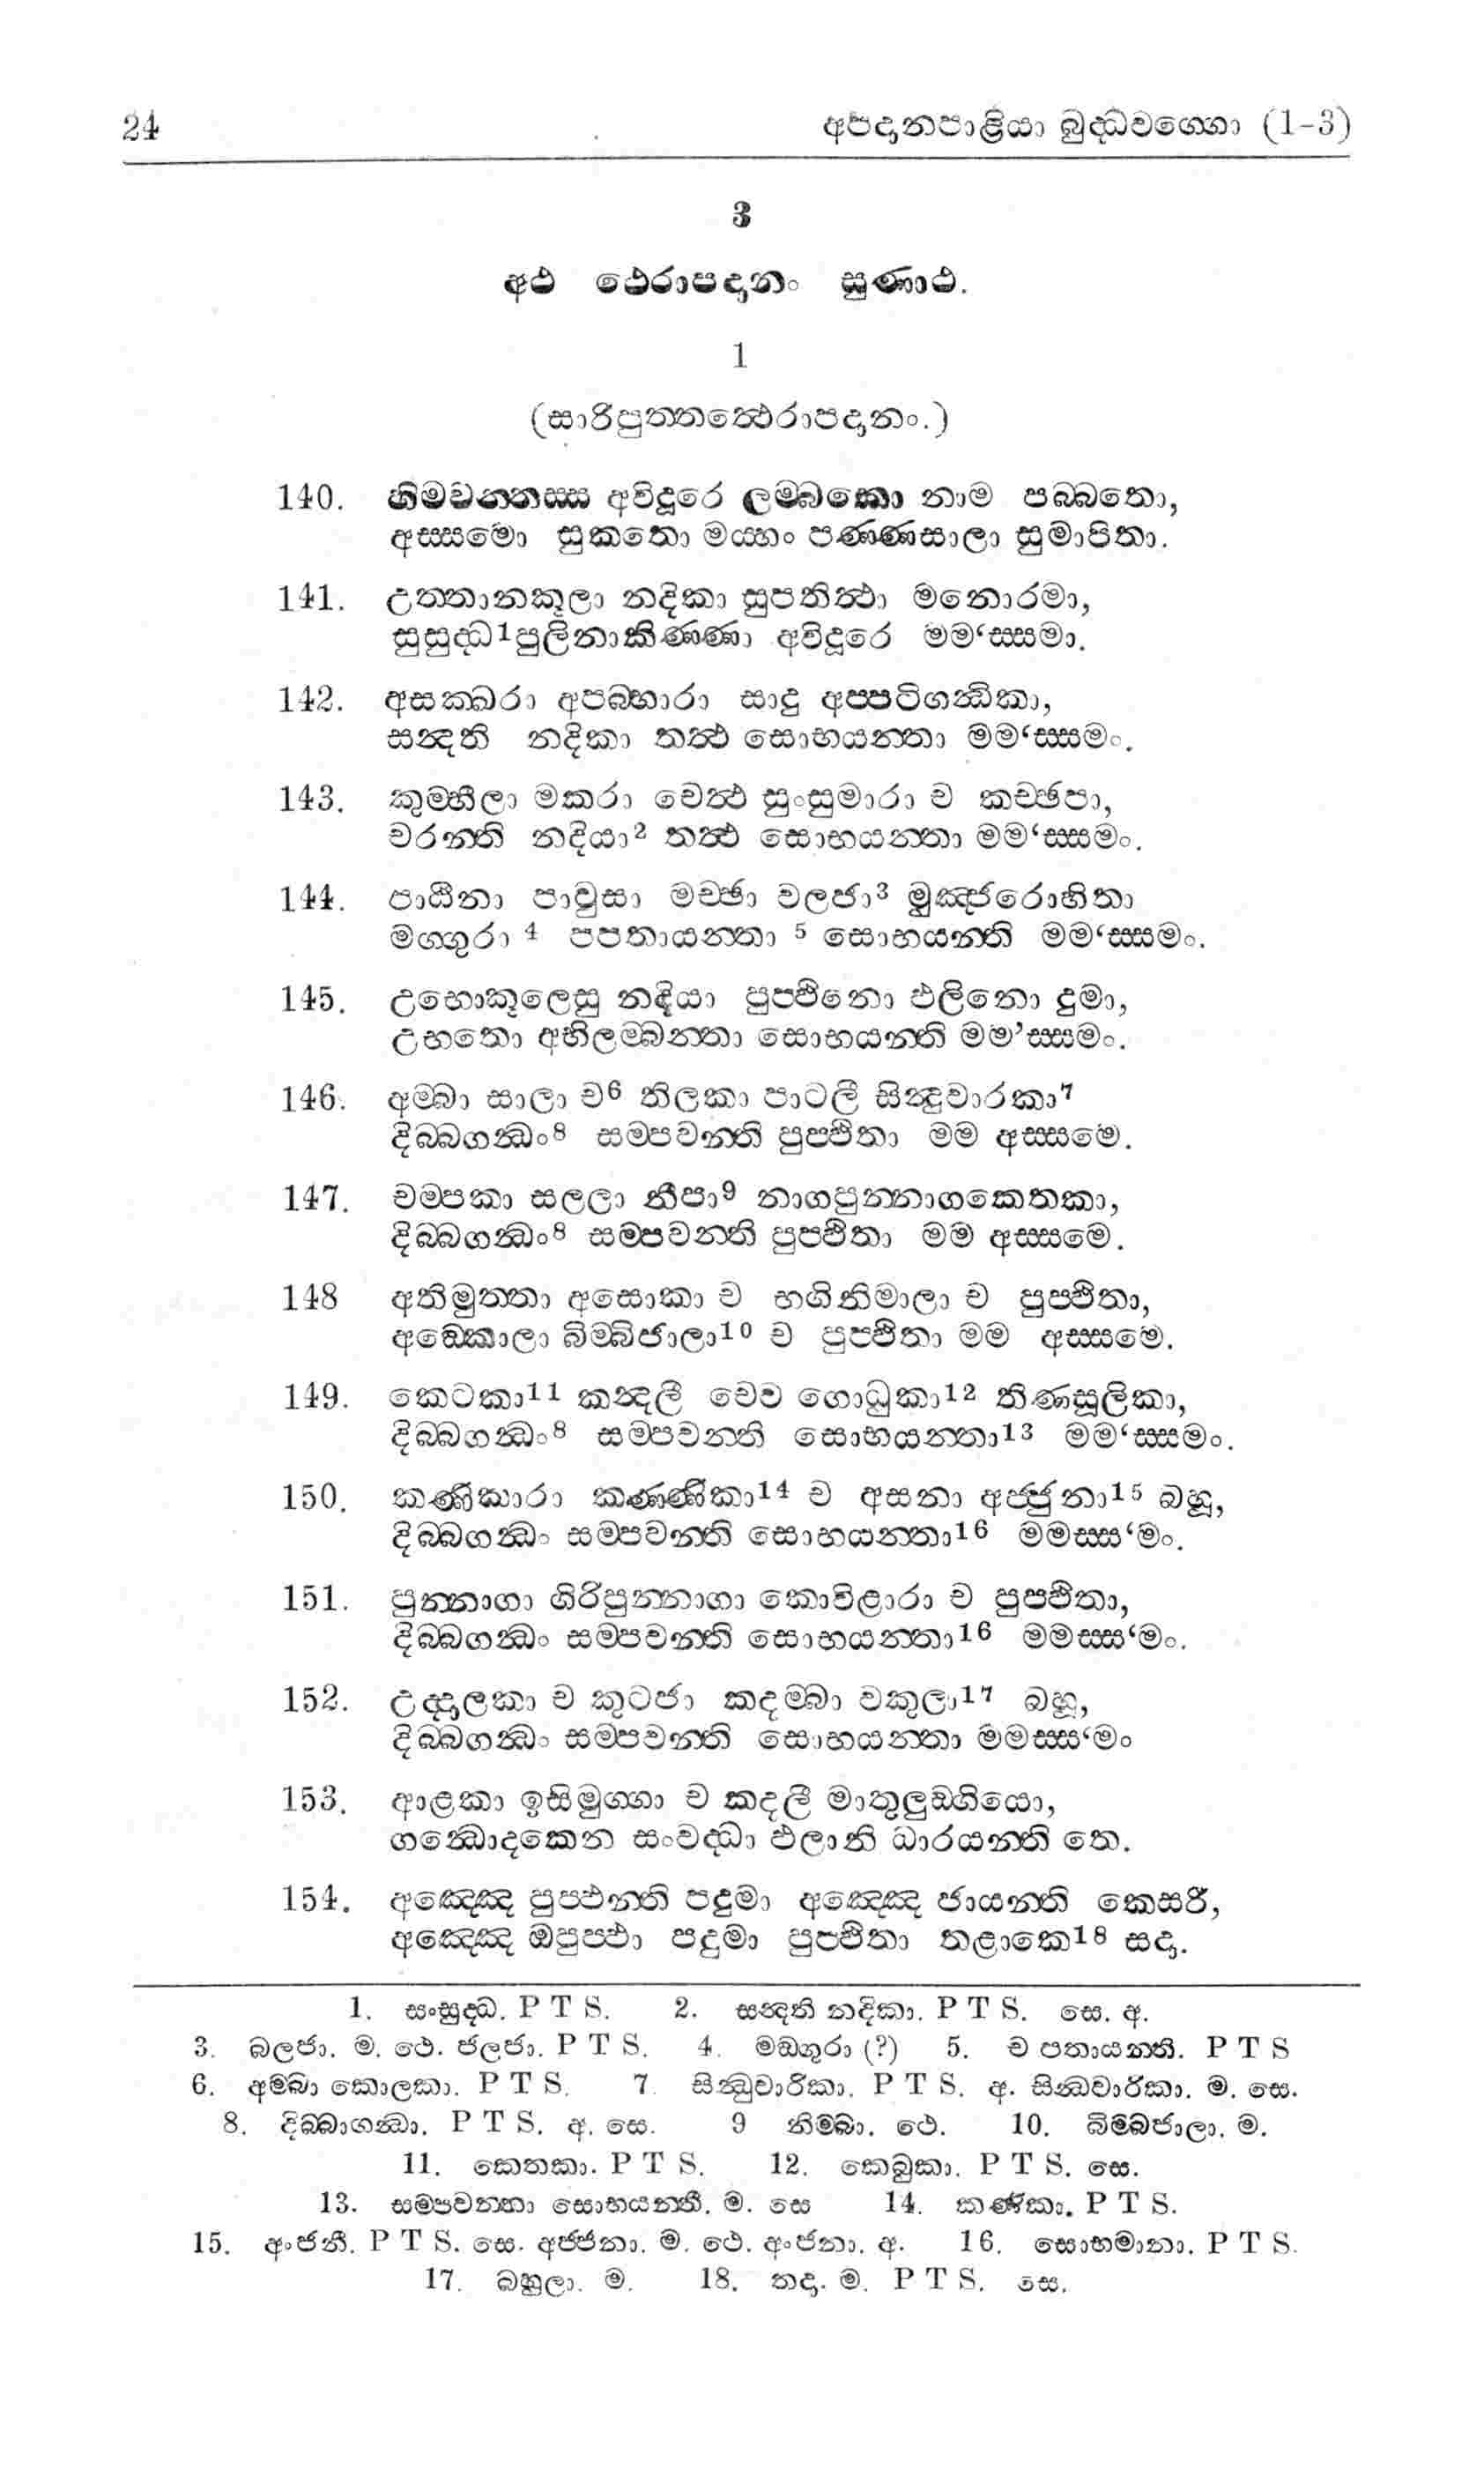 24
අපදානපාළියා බුද්ධවග්ගො (1-3)
3
අථ ථෙරාපදානං සුණාථ.
1
(සාරිපුත්තත්ථෙරාපදානං.)
140. හිමවන්තස්ස අවිදූරෙ ලම්බකො නාම පබ්බතො,
අස්සමො සුකතො මය්හං පණ්ණසාලා සුමාපිතා.
141. උත්තානකූලා නදිකා සුපතිත්ථා මනොරමා,
සුසුද්ධ1පුලිනාකිණ්ණා අවිදූරෙ මම‘ස්සමා.
142. අසක්ඛරා අපබ්භාරා සාදු අප්පටිගන්ධිකා,
සන්දති නදිකා තත්ථ සොභයන්තා මම‘ස්සමං.
143. කුම්භීලා මකරා චෙත්ථ සුංසුමාරා ච කච්ඡපා,
චරන්ති නදියා2 තත්ථ සොභයන්තා මම‘ස්සමං.
144. පාඨීනා පාවුසා මච්ඡා වලජා3 මුඤ්ජරොහිතා
මග්ගුරා 4 පපතායන්තා 5 සොභයන්ති මම‘ස්සමං.
145. උභොකූලෙසු නදියා පුප්ඵිනො ඵලිනො දුමා,
උභතො අභිලම්බන්තා සොභයන්ති මම’ස්සමං.
146. අම්බා සාලා ච6 තිලකා පාටලී සින්දුවාරකා7
දිබ්බගන්ධං8 සම්පවන්ති පුප්ඵිතා මම අස්සමෙ.
147. චම්පකා සලලා නීපා9 නාගපුන්නාගකෙතකා,
දිබ්බගන්ධං8 සම්පවන්ති පුප්ඵිතා මම අස්සමෙ.
148 අතිමුත්තා අසොකා ච භගිනිමාලා ච පුප්ඵිතා,
අඞ්කොලා බිම්බිජාලා10 ච පුප්ඵිතා මම අස්සමෙ.
149. කෙටකා11 කන්දලී චෙව ගොධුකා12 තිණසූලිකා,
දිබ්බගන්ධං8 සම්පවන්ති සොභයන්තා13 මම‘ස්සමං.
150. කණිකාරා කණ්ණිකා14 ච අසනා අජ්ජුනා15 බහූ,
දිබ්බගන්ධං සම්පවන්ති සොභයන්තා16 මමස්ස‘මං.
151. පුන්නාගා ගිරිපුන්නාගා කොවිළාරා ච පුප්ඵිතා,
දිබ්බගන්ධං සම්පවන්ති සොභයන්තා16 මමස්ස‘මං.
152. උද්දාලකා ච කුටජා කදම්බා වකුලා17 බහූ,
දිබ්බගන්ධං සම්පවන්ති සොභයන්තා මමස්ස‘මං
153. ආළකා ඉසිමුග්ගා ච කදලී මාතුලුඞ්ගියො,
ගන්ධොදකෙන සංවද්ධා ඵලානි ධාරයන්ති තෙ.
154. අඤ්ඤෙ පුප්ඵන්ති පදුමා අඤ්ඤෙ ජායන්ති කෙසරී,
අඤ්ඤෙ ඔපුප්ඵා පදුමා පුප්ඵිතා තළාකෙ18 සදා.
1. සංසුද්ධ. P T S. 2. සන්දති නදිකා. P T S. සෙ. අ.
3. බලජා. ම. ථෙ. ජලජා. P T S. 4. මඞ්ගුරා (?) 5. ච පතායන්ති. P T S
6. අම්බා කොලකා. P T S. 7. සින්ධුවාරිකා. P T S. අ. සින්ධවාරිකා. ම. සෙ.
8. දිබ්බාගන්ධා. P T S. අ. සෙ. 9 නිම්බා. ථෙ. 10. බිම්බජාලා. ම.
11. කෙතකා. P T S. 12. කෙබුකා. P T S. සෙ.
13. සම්පවන්තා සොභයන්තී. ම. සෙ 14. කණිකා. P T S.
15. අංජනී. P T S. සෙ. අජ්ජනා. ම. ථෙ. අංජනා. අ. 16. සොභමානා. P T S.
17. බහුලා. ම. 18. තදා. ම. P T S. සෙ.